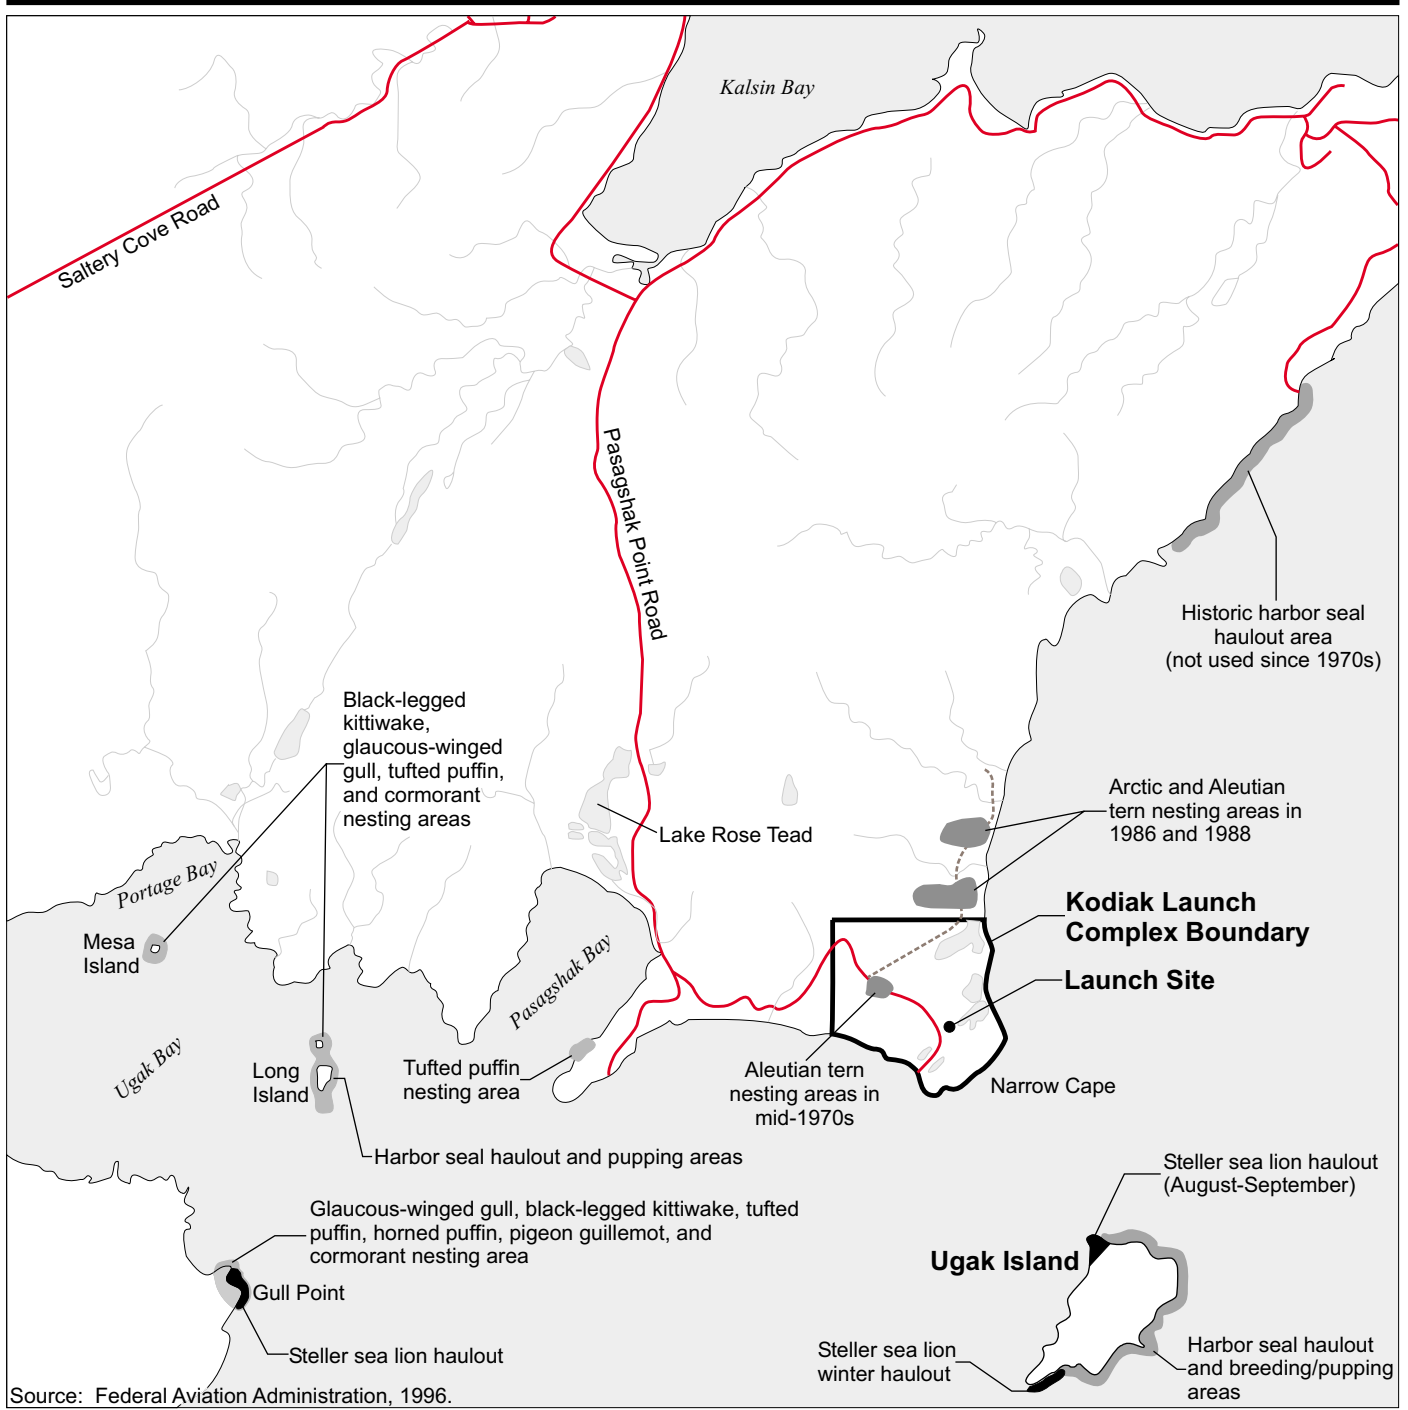 Kalsin Bay
Saltery Cove Road
Pasagshak Point Road
Historic harbor seal
haulout area
(not used since 1970s)
Black-legged
kittiwake,
glaucous-winged
gull, tufted puffin,
and cormorant
nesting areas
Arctic and Aleutian
tern nesting areas in
1986 and 1988
Lake Rose Tead
Portage Bay
Kodiak Launch
Complex Boundary
Mesa
Island
Pasagshak Bay
Launch Site
Ugak Bay
Long
Island
Tufted puffin
nesting area
Aleutian tern
nesting areas in
mid-1970s
Narrow Cape
Harbor seal haulout and pupping areas
Steller sea lion haulout
(August-September)
Glaucous-winged gull, black-legged kittiwake, tufted
puffin, horned puffin, pigeon guillemot, and
cormorant nesting area
Ugak Island
Gull Point
Steller sea lion haulout
Steller sea lion
winter haulout
Harbor seal haulout
and breeding/pupping
areas
Source:  Federal Aviation Administration, 1996.